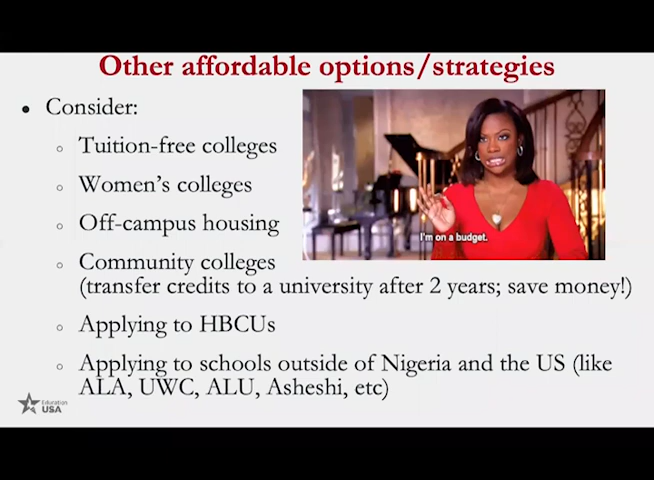 Other affordable options/strategies
• Consider:
○ Tuition-free colleges
○ Women's colleges
○ Off-campus housing
○ Community colleges
(transfer credits to a university after 2 years; save money!)
○ Applying to HBCUs
○ Applying to schools outside of Nigeria and the US (like
ALA, UWC, ALU, Asheshi, etc)
I'm on a budget.
Education
USA